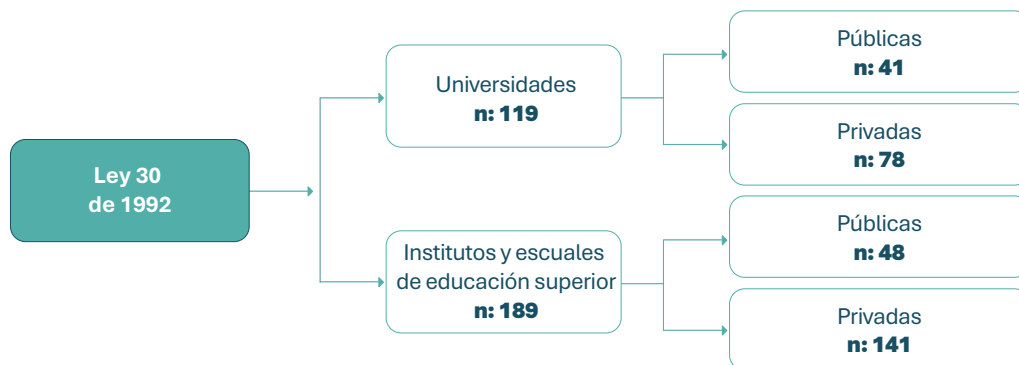 Ley 30
de 1992
Universidades
n: 119
Públicas
n: 41
Privadas
n: 78
Institutos y escuales
de educación superior
n: 189
Públicas
n: 48
Privadas
n: 141